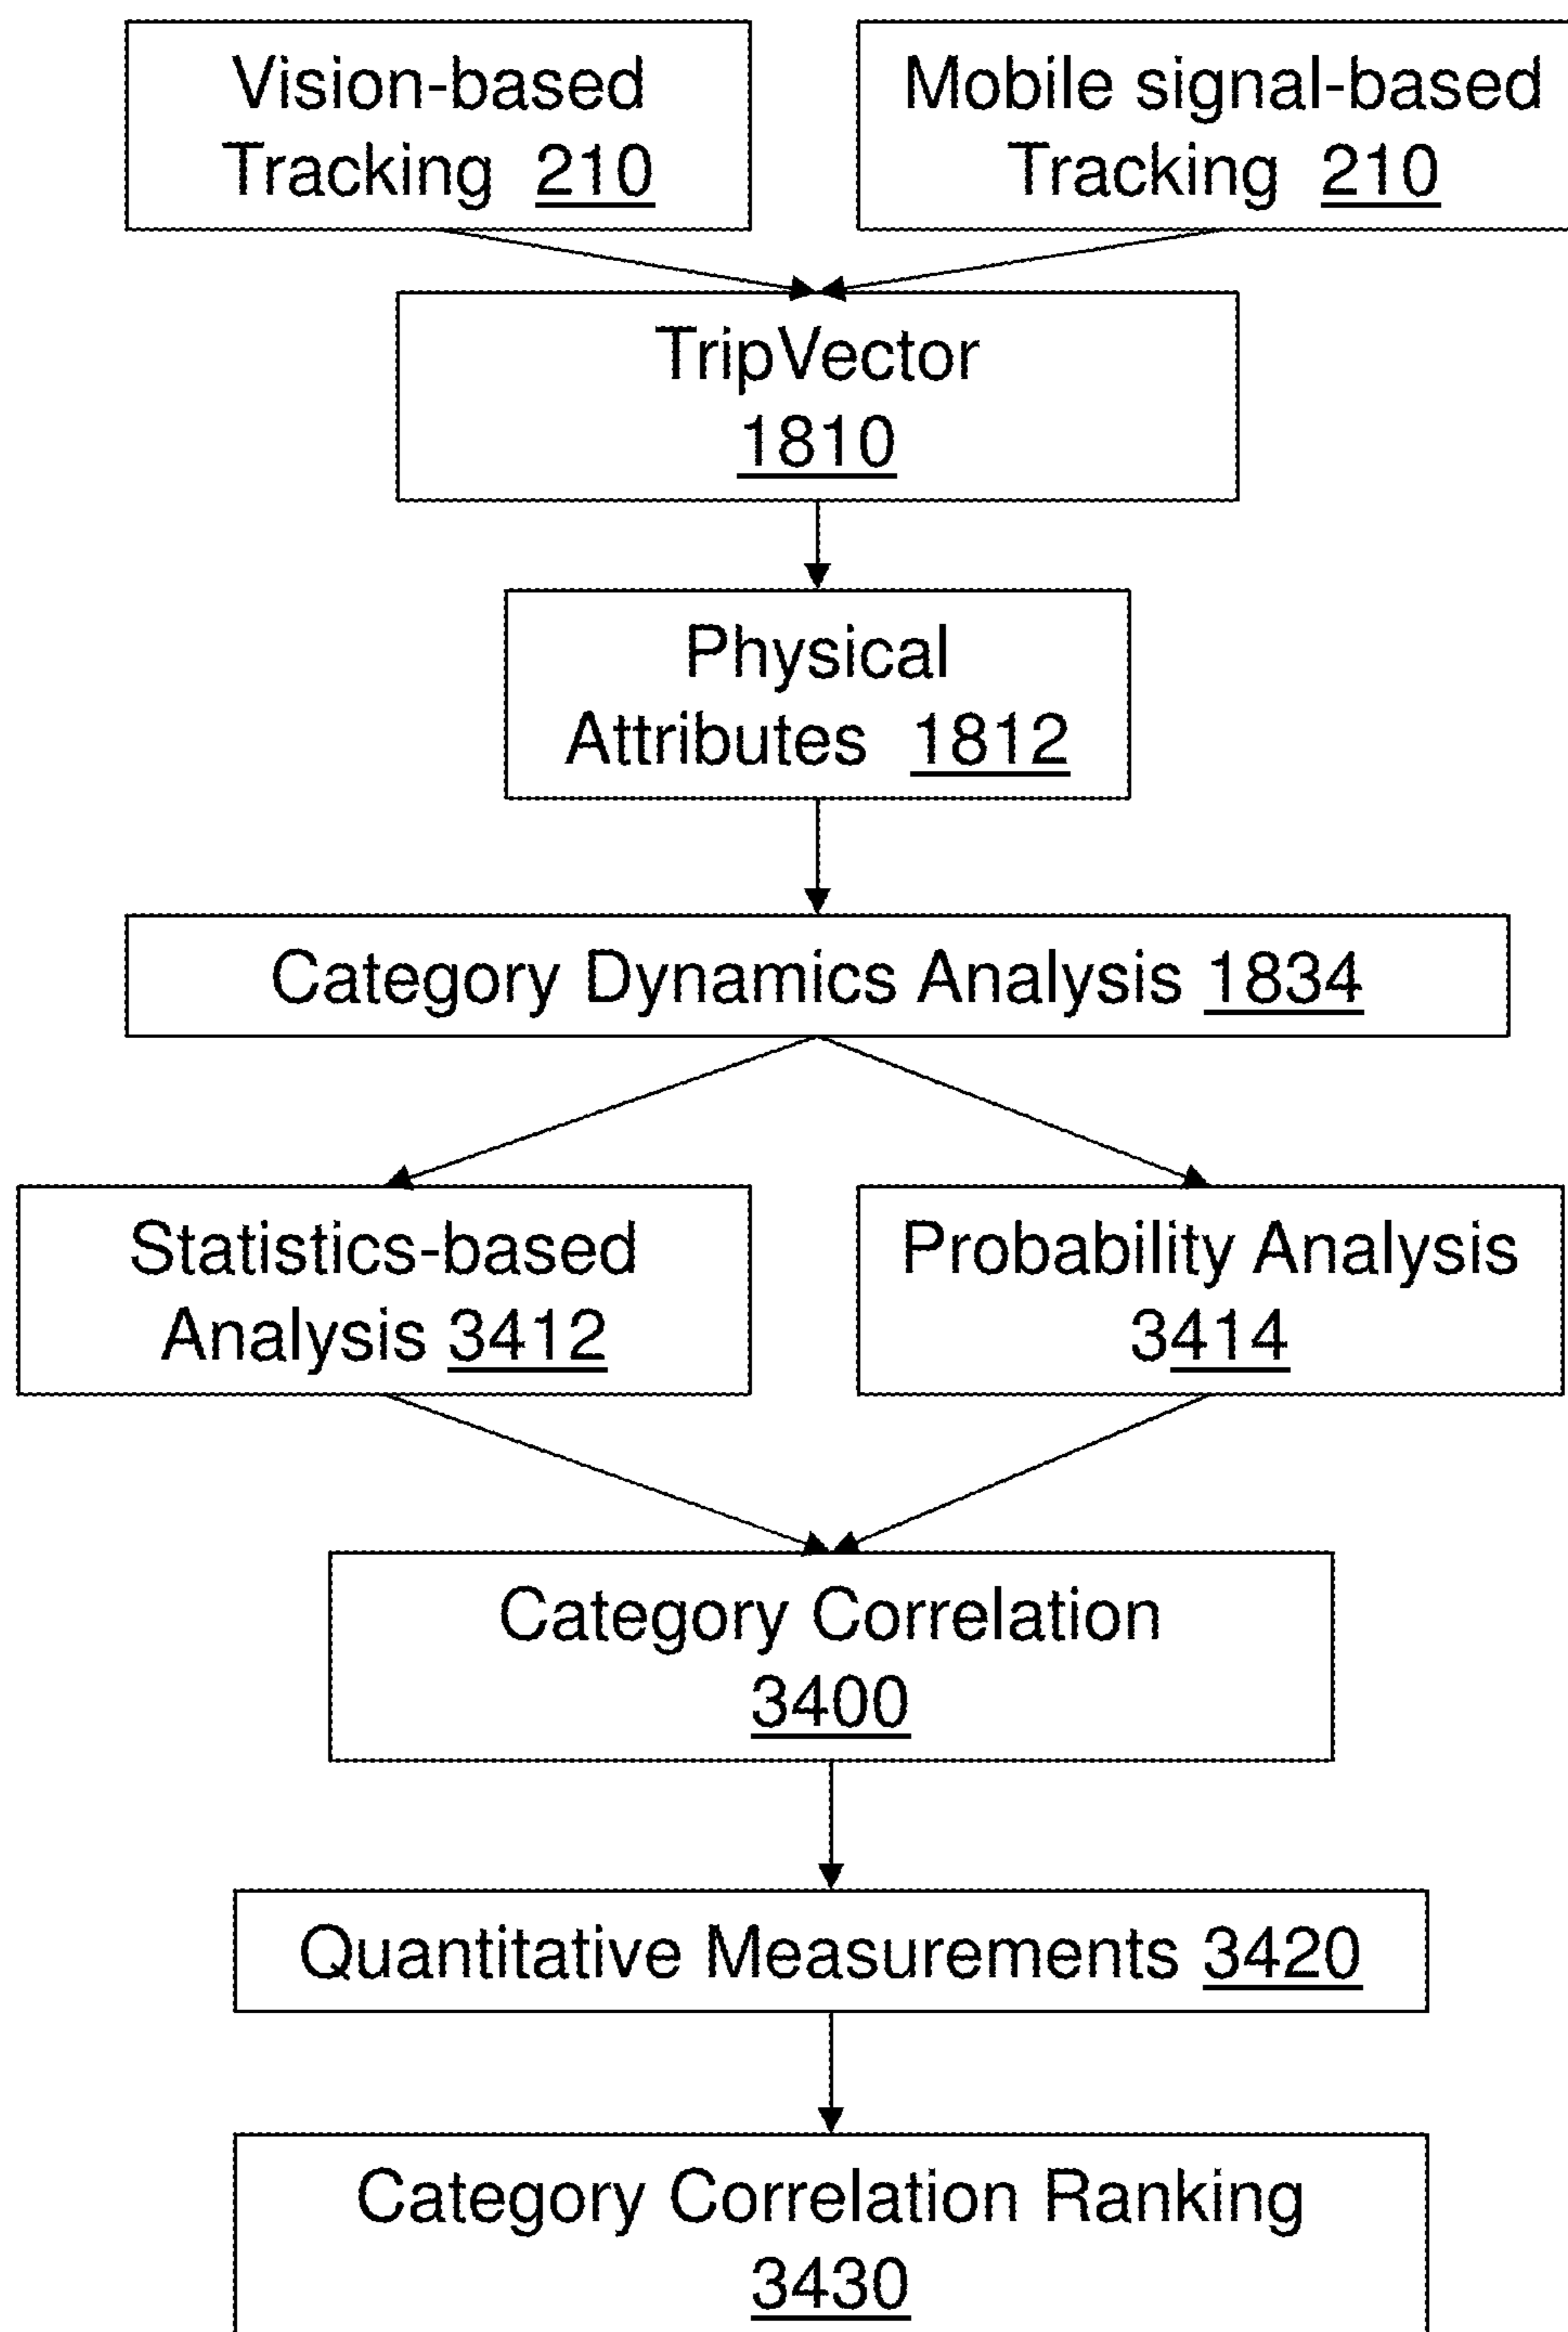 Vision-based
Tracking 210
Mobile signal-based
Tracking 210
TripVector
1810
Physical
Attributes 1812
Category Dynamics Analysis 1834
Statistics-based
Analysis 3412
Probability Analysis
3414
Category Correlation
3400
Quantitative Measurements 3420
Category Correlation Ranking
3430